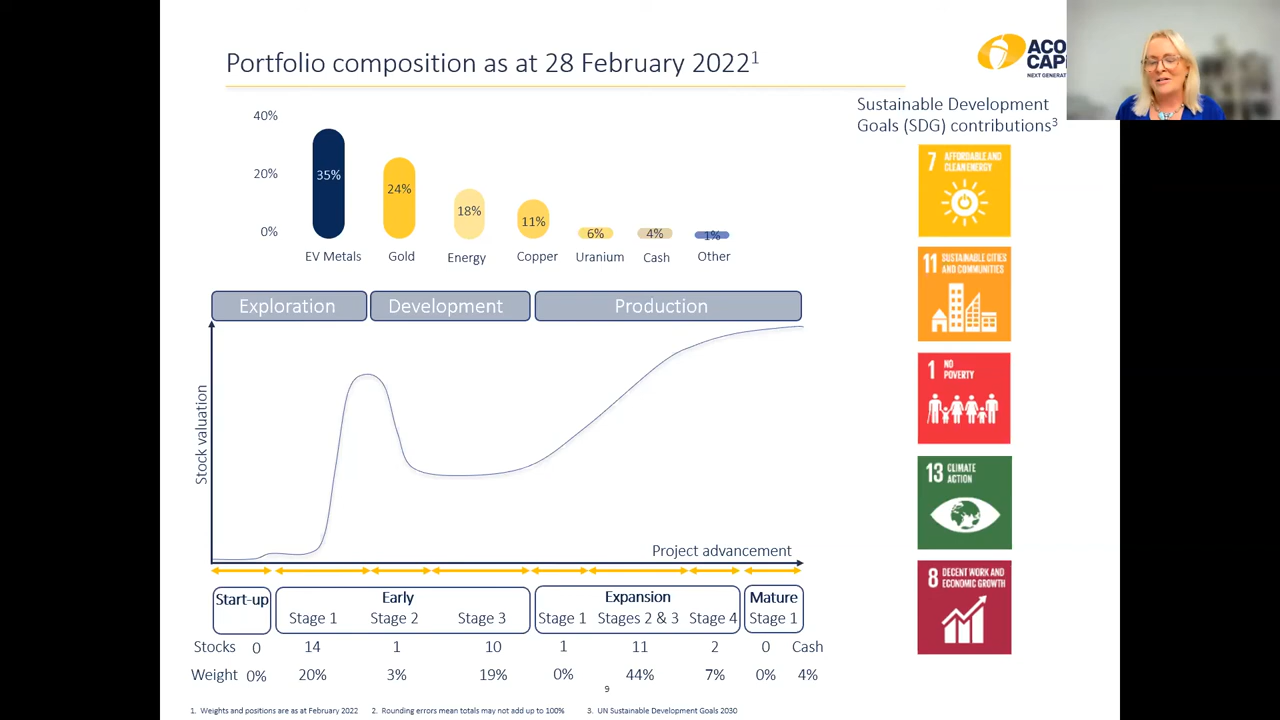 Portfolio composition as at 28 February 2022¹
ACO
CAP
NEXT GENERAT
Sustainable Development
Goals (SDG) contributions³
40%
20%
0%
35%
24%
18%
11%
6%
4%
1%
EV Metals
Gold
Energy
Copper
Uranium
Cash
Other
7 AFFORDABLE AND
CLEAN ENERGY
11 SUSTAINABLE CITIES
AND COMMUNITIES
1 NO
POVERTY
13 CLIMATE
ACTION
8 DECENT WORK AND
ECONOMIC GROWTH
Exploration
Development
Production
Stock valuation
Project advancement
Start-up
Early
Stage 1 Stage 2 Stage 3
Expansion
Stage 1 Stages 2 & 3 Stage 4
Mature
Stage 1
Stocks 0 14 1 10 1 11 2 0 Cash
Weight 0% 20% 3% 19% 0% 44% 7% 0% 4%
9
1. Weights and positions are as at February 2022 2. Rounding errors mean totals may not add up to 100% 3. UN Sustainable Development Goals 2030